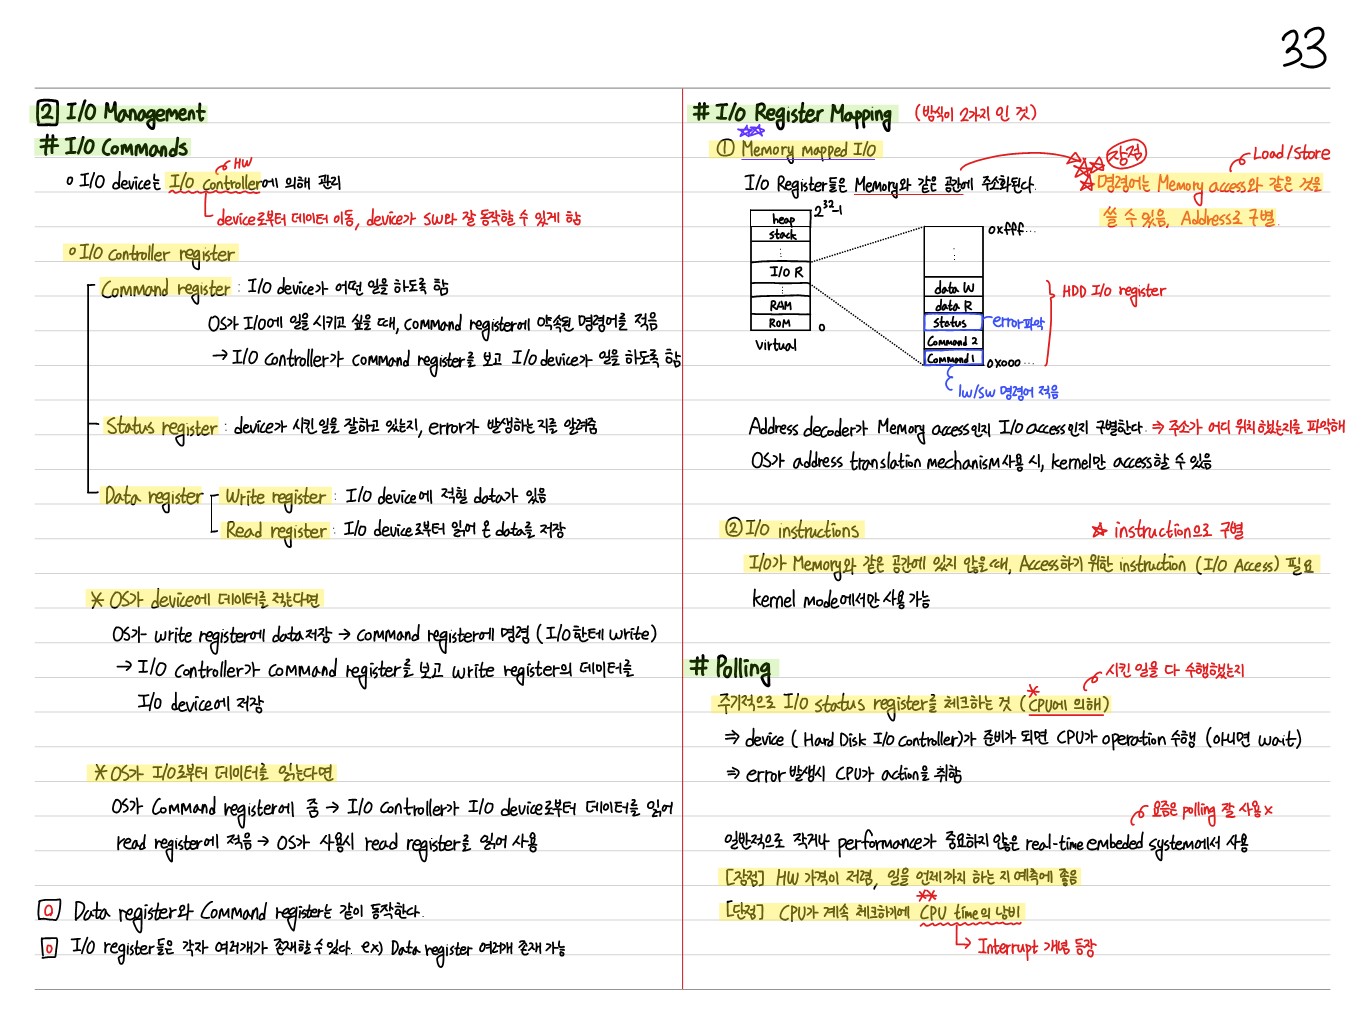 33
2 I/O Management
# I/O Commands
HW
o I/O device는 I/O controller에 의해 관리
device로부터 데이터 이동, device가 SW와 잘 동작할 수 있게 함
o I/O Controller register
Command register : I/O device가 어떤 일을 하도록 함
OS가 I/O에 일을 시키고 싶을 때, command register에 약속된 명령어를 적음
→ I/O controller가 command register를 보고 I/O device가 일을 하도록 함
Status register : device가 시킨 일을 잘하고 있는지, error가 발생하는지를 알려줌
Data register
Write register : I/O device에 적힐 data가 있음
Read register : I/O device로부터 읽어 온 data를 저장
* OS가 device에 데이터를 적는다면
OS가 write register에 data 저장 → command register에 명령 (I/O한테 write)
→ I/O controller가 command register를 보고 write register의 데이터를
I/O device에 저장
* OS가 I/O로부터 데이터를 읽는다면
OS가 Command register에 줌 → I/O controller가 I/O device로부터 데이터를 읽어
read register에 적음 → OS가 사용시 read register를 읽어 사용
o Data register와 Command register는 같이 동작한다.
o I/O register들은 각자 여러개가 존재할 수 있다. ex) Data register 여러개 존재 가능
# I/O Register Mapping (방식이 2가지 인 것)
① Memory mapped I/O
장점
Load/Store
I/O Register들은 Memory와 같은 공간에 주소화된다.
☆ 명령어는 Memory access와 같은 것을
쓸 수 있음, Address로 구별
heap
stack
⋮
I/O R
⋮
RAM
ROM
2^32-1
0
virtual
0xfff...
⋮
data W
data R
Status
Command 2
Command 1
0x000...
HDD I/O register
error파악
lw/sw 명령어 적음
Address decoder가 Memory access인지 I/O access인지 구별한다. ⇒ 주소가 어디 위치했는지를 파악해
OS가 address translation mechanism 사용 시, kernel만 access할 수 있음
② I/O instructions
☆ instruction으로 구별
I/O가 Memory와 같은 공간에 있지 않을 때, Access하기 위한 instruction (I/O Access) 필요
kernel mode에서만 사용 가능
# Polling
시킨 일을 다 수행했는지
주기적으로 I/O status register를 체크하는 것 (CPU에 의해)
⇒ device (Hard Disk I/O controller)가 준비가 되면 CPU가 operation 수행 (아니면 wait)
⇒ error 발생시 CPU가 action을 취함
요즘은 polling 잘 사용 x
일반적으로 작거나 performance가 중요하지 않은 real-time embeded system에서 사용
[장점] HW 가격이 저렴, 일을 언제까지 하는 지 예측에 좋음
[단점] CPU가 계속 체크하기에 CPU time의 낭비
Interrupt 개념 등장